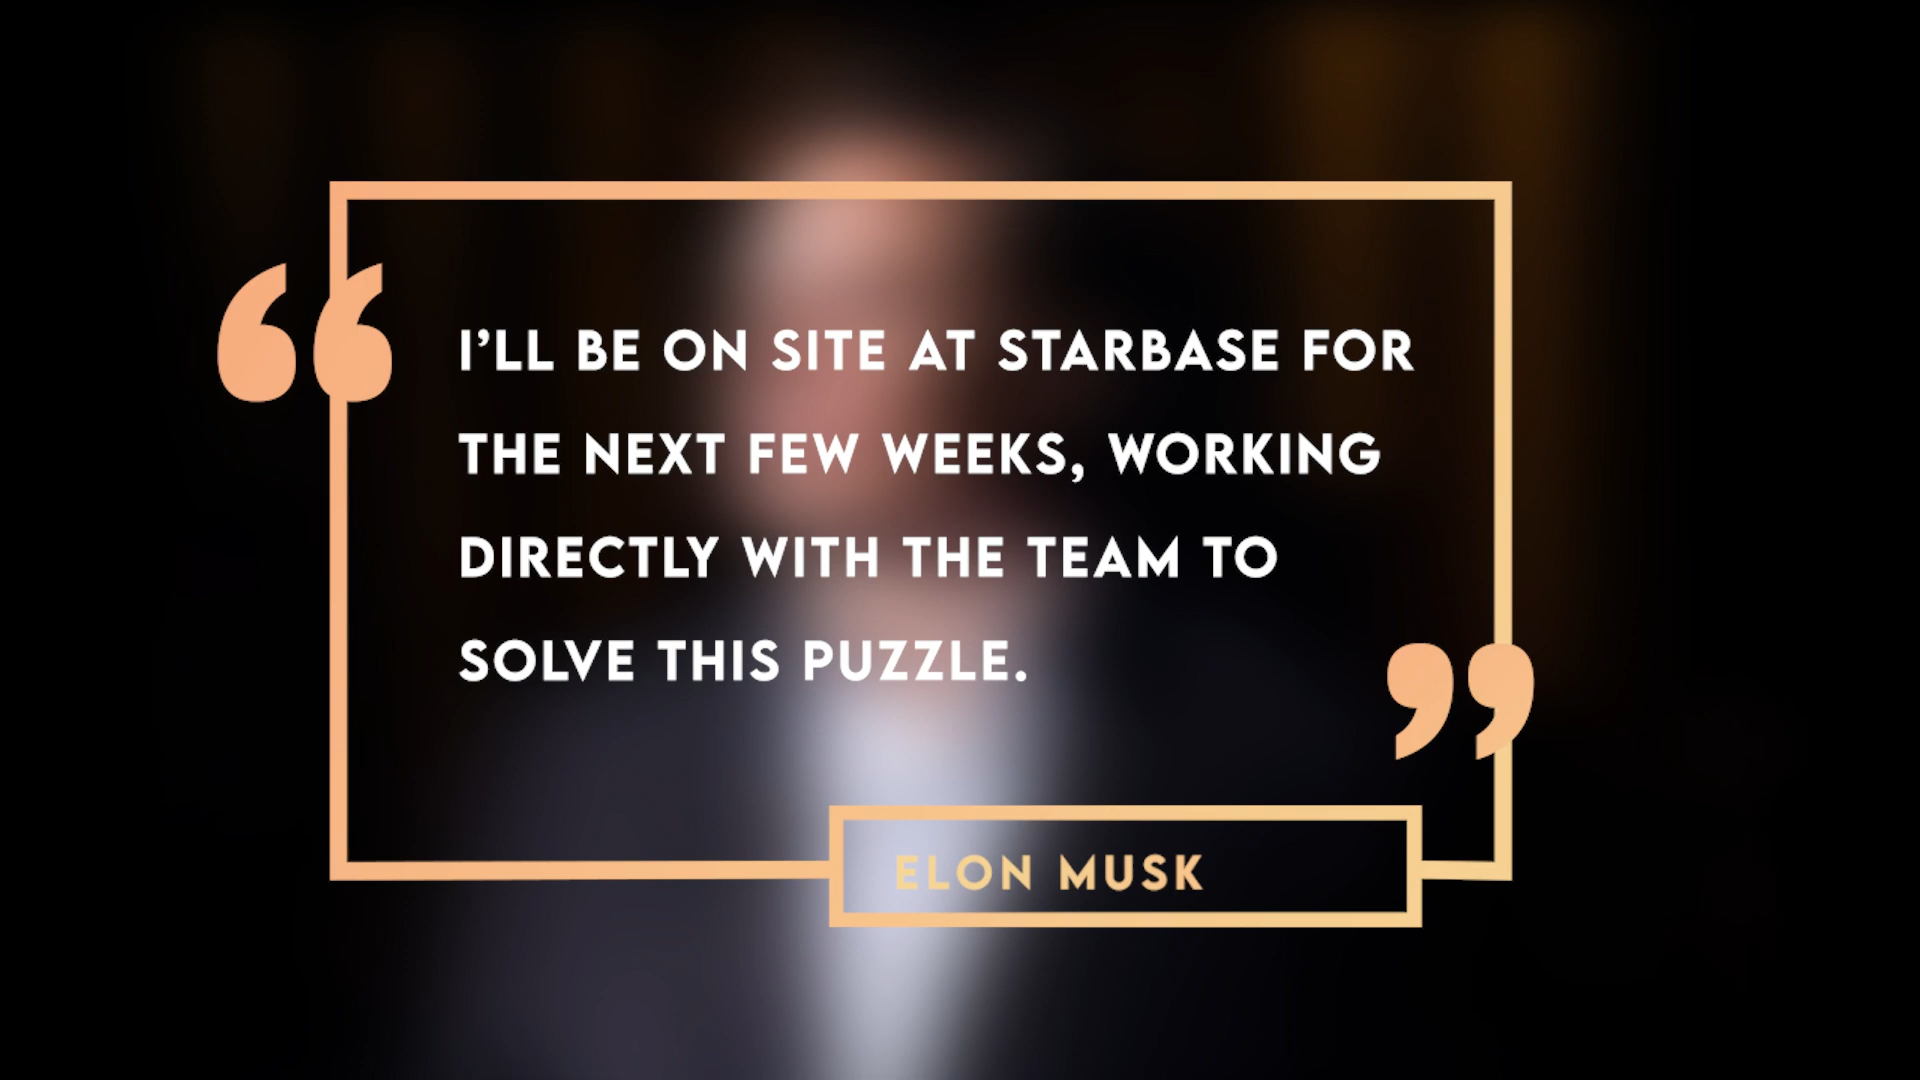 I’LL BE ON SITE AT STARBASE FOR
THE NEXT FEW WEEKS, WORKING
DIRECTLY WITH THE TEAM TO
SOLVE THIS PUZZLE.
ELON MUSK